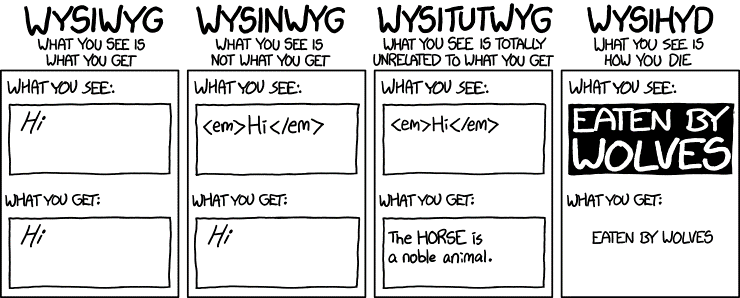 WYSIWYG
WHAT YOU SEE IS
WHAT YOU GET
WHAT YOU SEE:
Hi
WHAT YOU GET:
Hi
WYSINWYG
WHAT YOU SEE IS
NOT WHAT YOU GET
WHAT YOU SEE:
<em>Hi</em>
WHAT YOU GET:
Hi
WYSITUTWYG
WHAT YOU SEE IS TOTALLY
UNRELATED TO WHAT YOU GET
WHAT YOU SEE:
<em>Hi</em>
WHAT YOU GET:
The HORSE is
a noble animal.
WYSIHYD
WHAT YOU SEE IS
HOW YOU DIE
WHAT YOU SEE:
EATEN BY
WOLVES
WHAT YOU GET:
EATEN BY WOLVES